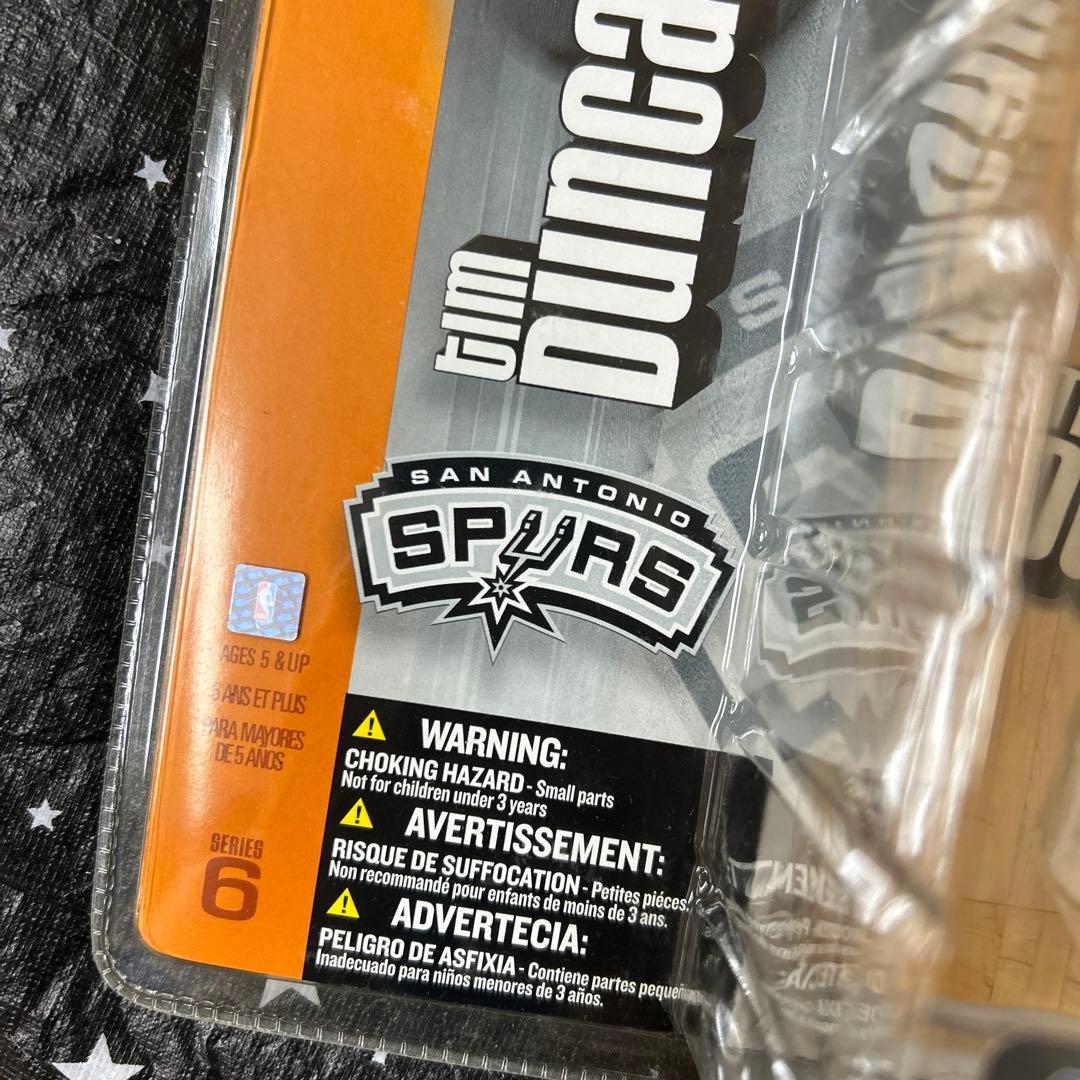 tim
Dunca
SAN ANTONIO
SPURS
AGES 5 & UP
5 ANS ET PLUS
PARA MAYORES
DE 5 AÑOS
SERIES
6
WARNING:
CHOKING HAZARD - Small parts
Not for children under 3 years
AVERTISSEMENT:
RISQUE DE SUFFOCATION - Petites piéces.
Non recommandé pour enfants de moins de 3 ans.
ADVERTECIA:
PELIGRO DE ASFIXIA - Contiene partes pequeñ
Inadecuado para niños menores de 3 años.